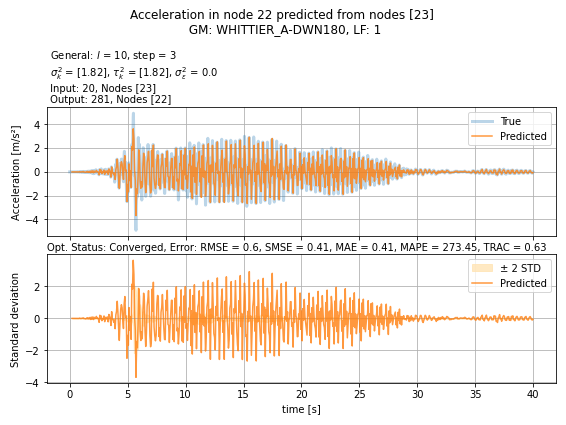 Acceleration in node 22 predicted from nodes [23]
GM: WHITTIER_A-DWN180, LF: 1
General: l = 10, step = 3
σ²ₖ = [1.82], τ²ₖ = [1.82], σ²ε = 0.0
Input: 20, Nodes [23]
Output: 281, Nodes [22]
Acceleration [m/s²]
4
2
0
−2
−4
True
Predicted
Opt. Status: Converged, Error: RMSE = 0.6, SMSE = 0.41, MAE = 0.41, MAPE = 273.45, TRAC = 0.63
Standard deviation
2
0
−2
−4
± 2 STD
Predicted
0 5 10 15 20 25 30 35 40
time [s]